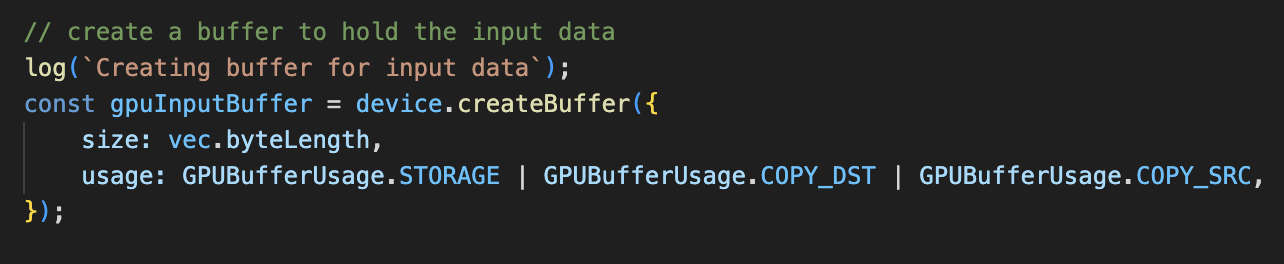 // create a buffer to hold the input data
log(`Creating buffer for input data`);
const gpuInputBuffer = device.createBuffer({
    size: vec.byteLength,
    usage: GPUBufferUsage.STORAGE | GPUBufferUsage.COPY_DST | GPUBufferUsage.COPY_SRC,
});